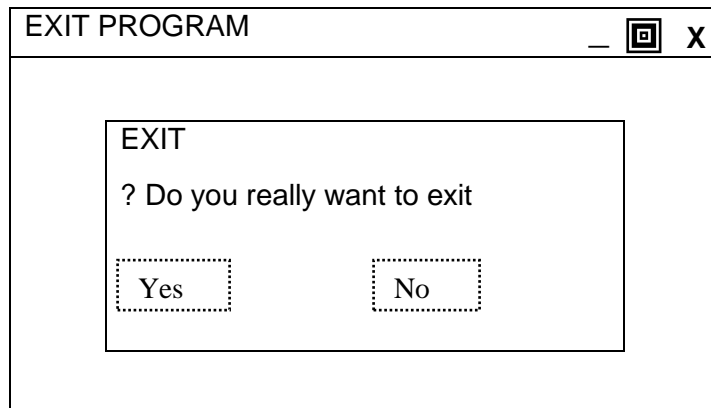 EXIT PROGRAM _ X
EXIT
? Do you really want to exit
Yes No